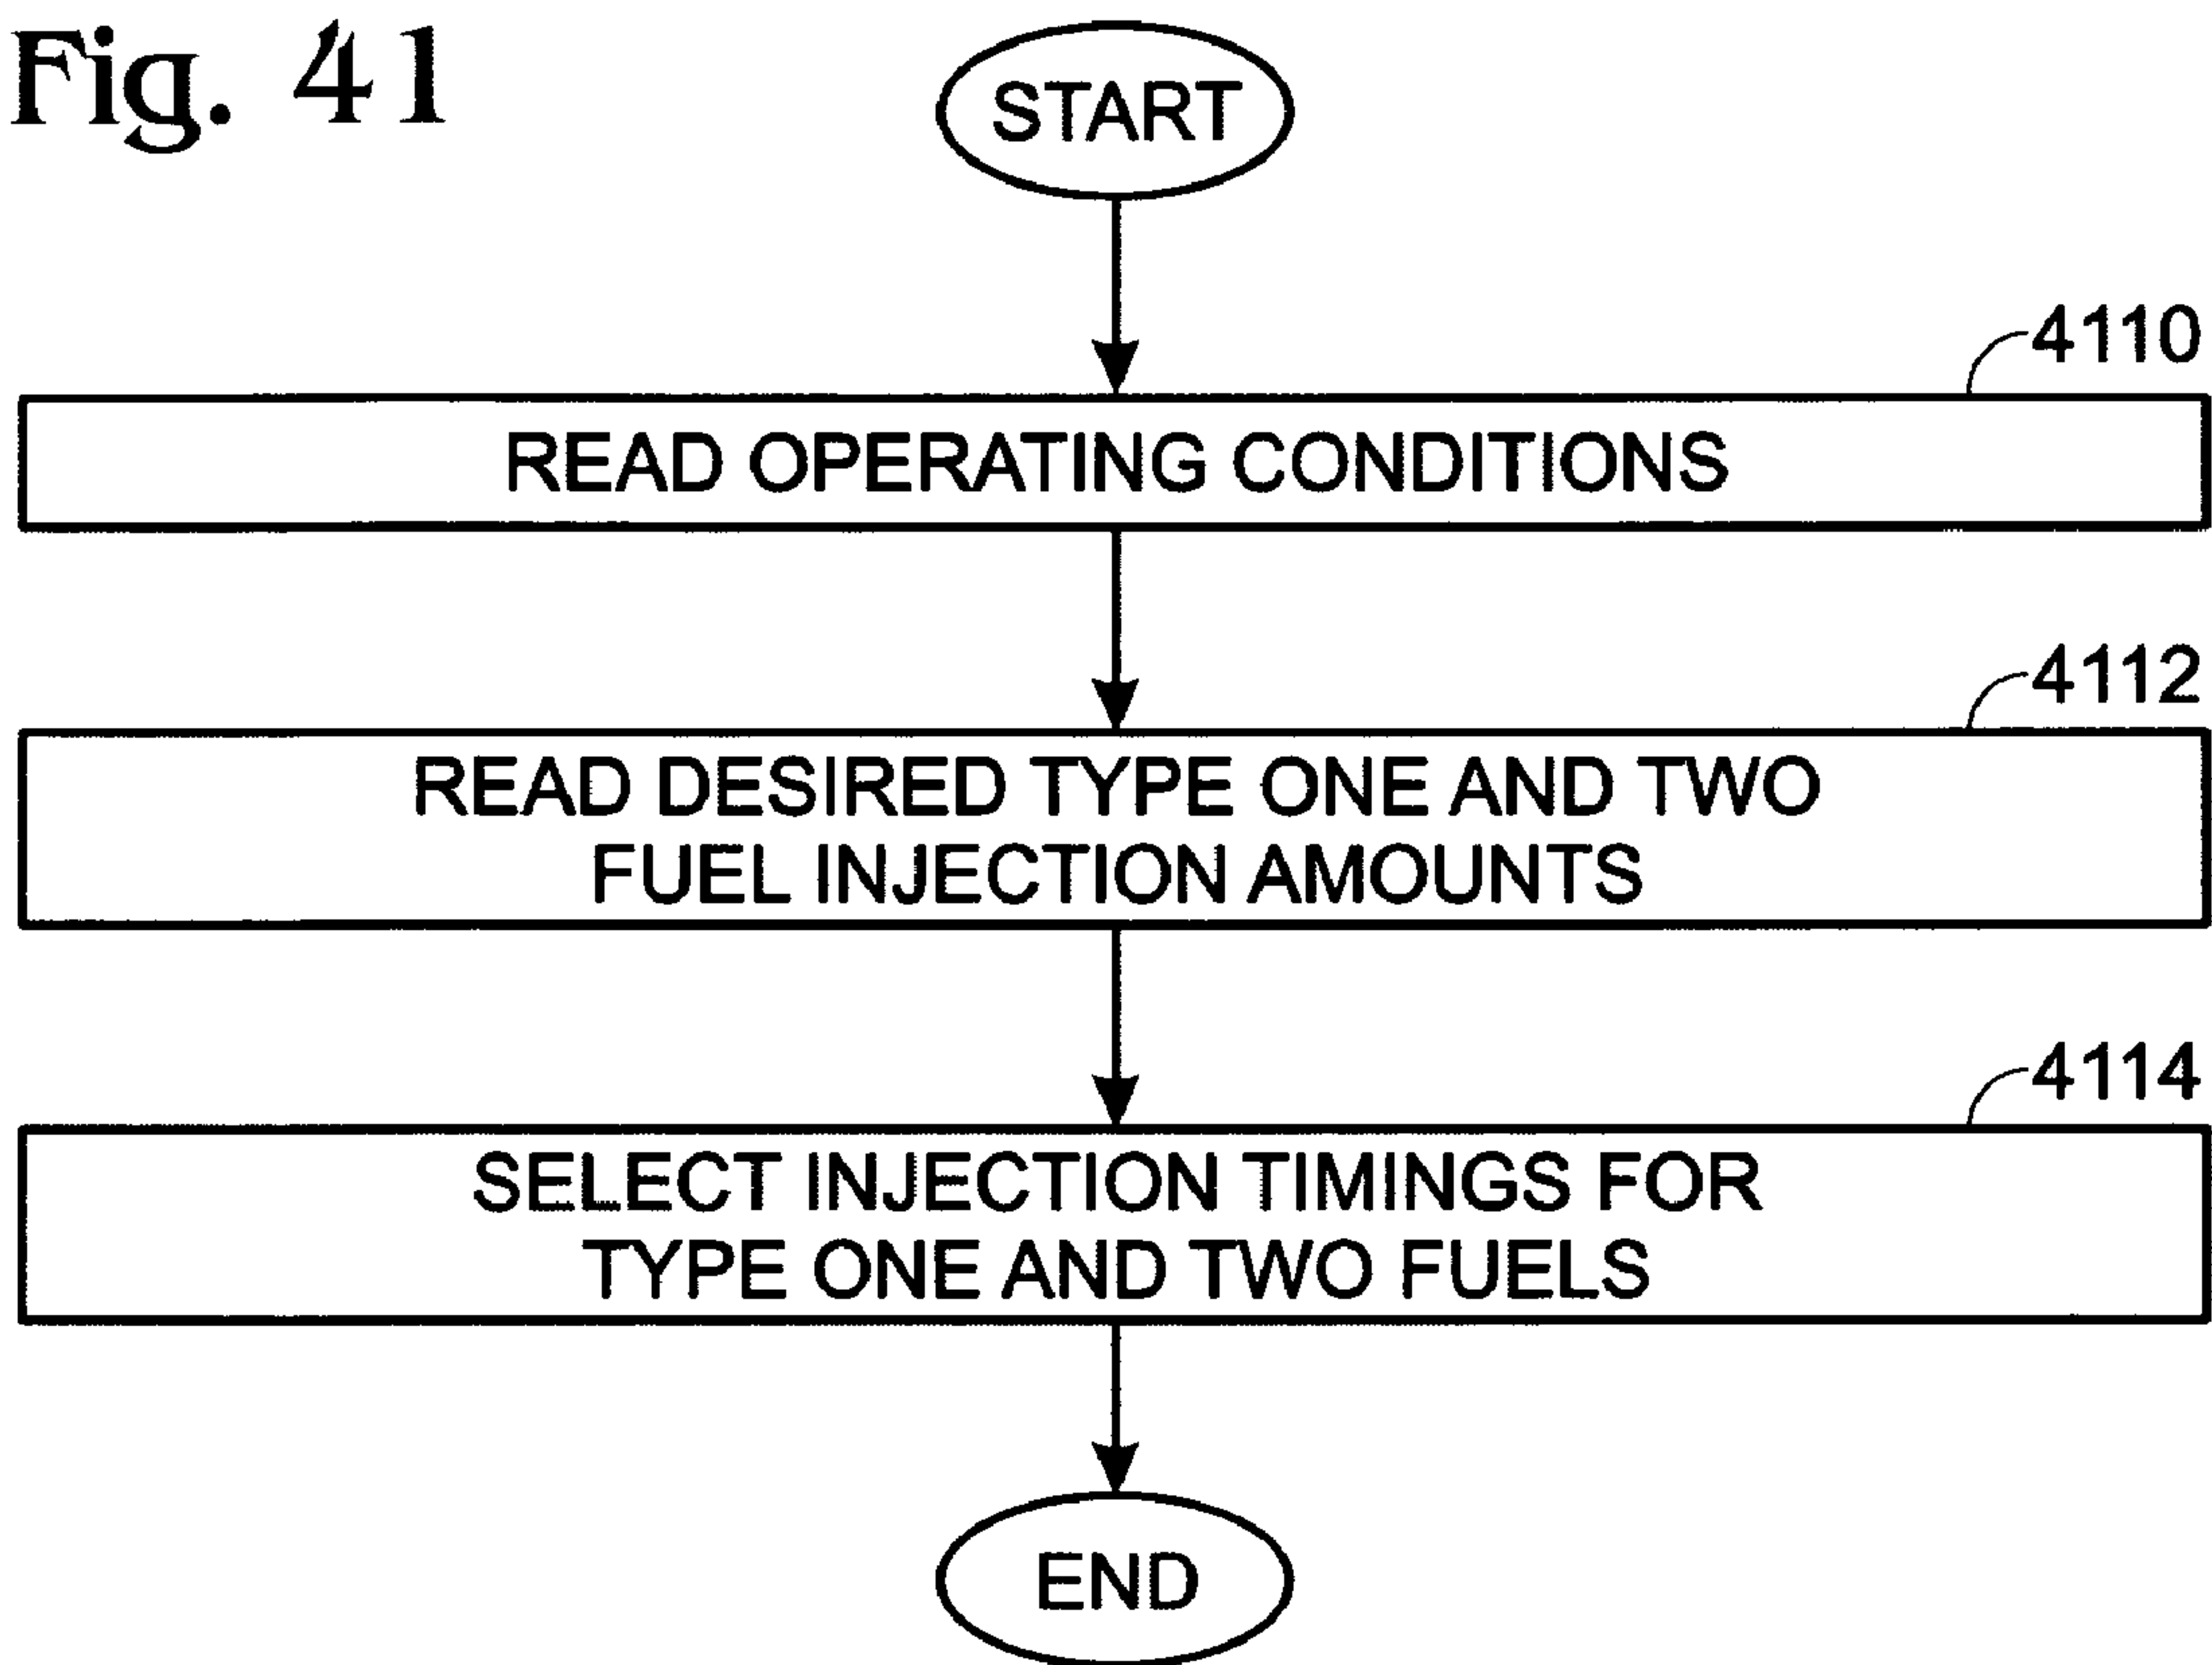 Fig. 41
START
4110
READ OPERATING CONDITIONS
4112
READ DESIRED TYPE ONE AND TWO
FUEL INJECTION AMOUNTS
4114
SELECT INJECTION TIMINGS FOR
TYPE ONE AND TWO FUELS
END